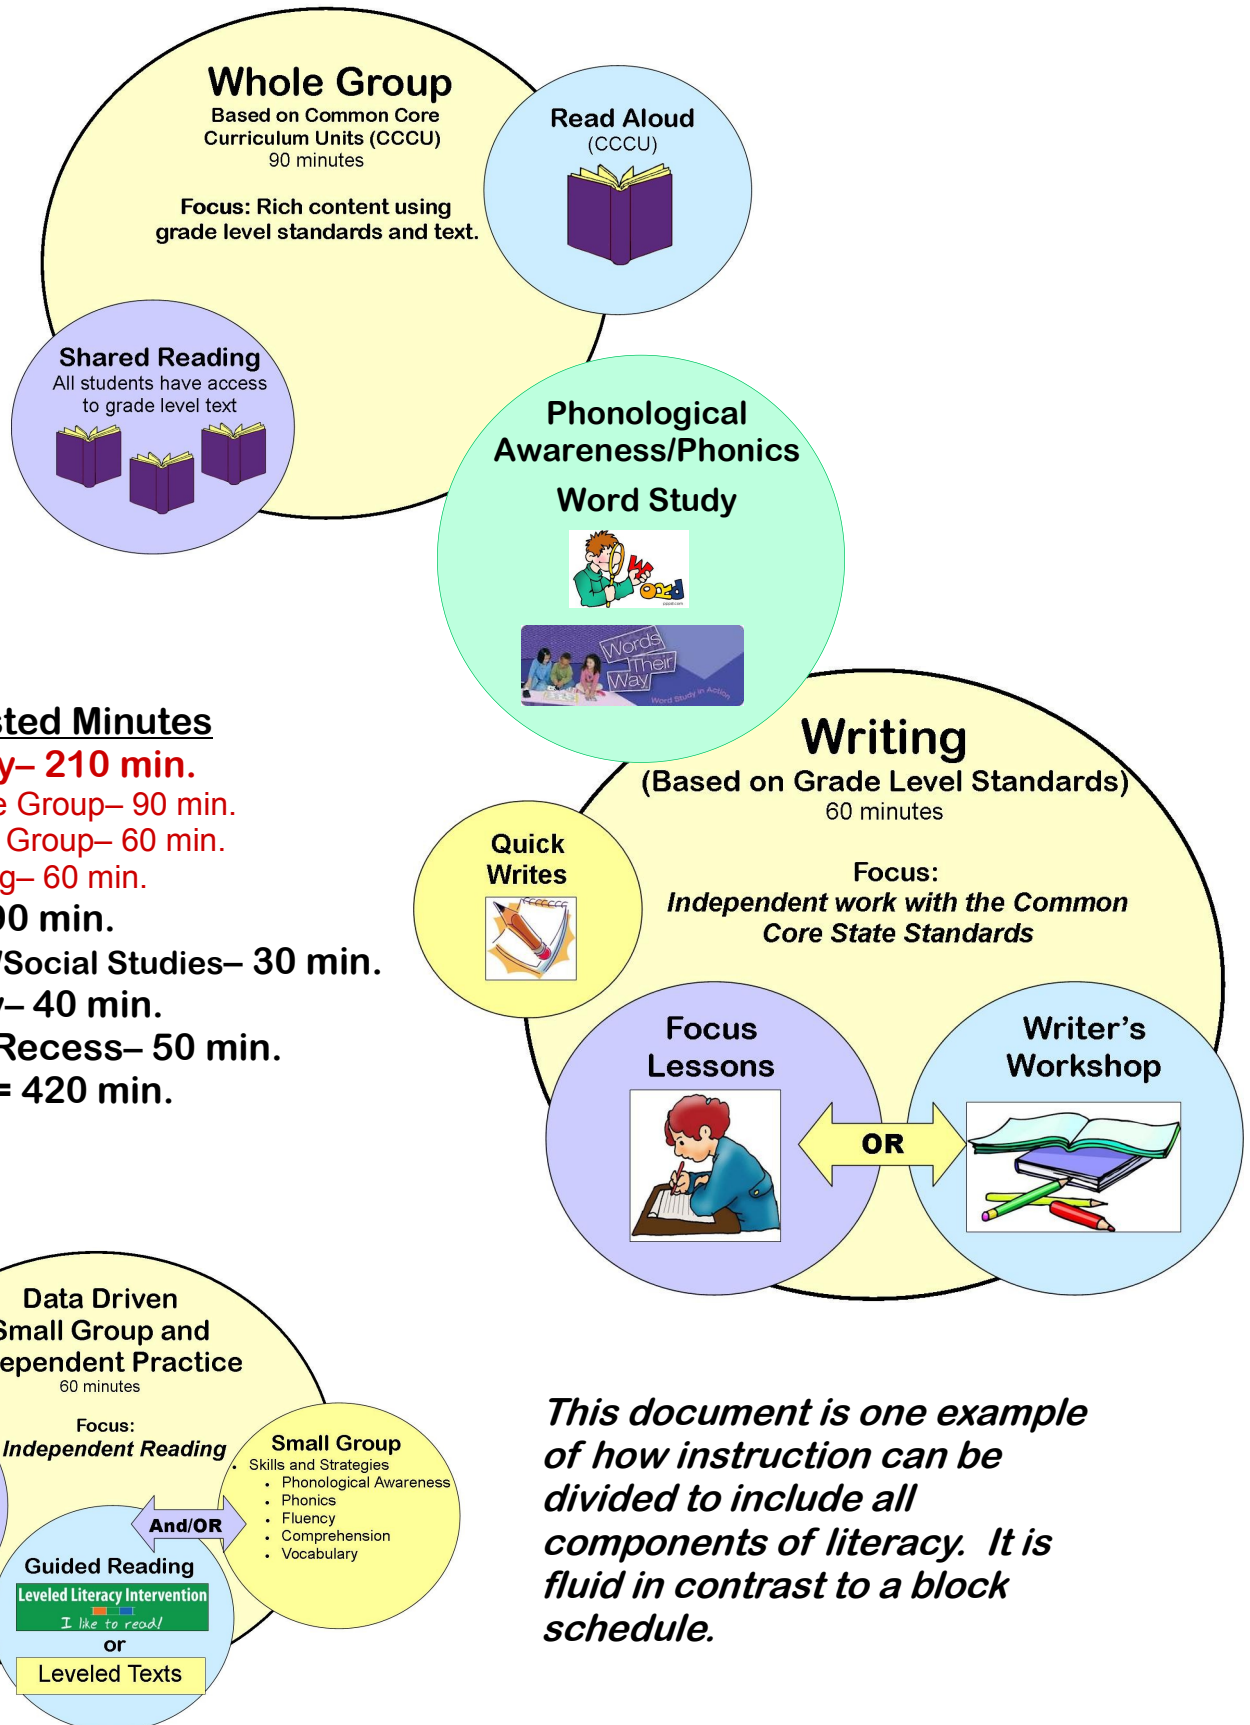 Whole Group
Based on Common Core
Curriculum Units (CCCU)
90 minutes
Focus: Rich content using
grade level standards and text.
Read Aloud
(CCCU)
Shared Reading
All students have access
to grade level text
Phonological
Awareness/Phonics
Word Study
WORD
Words
Their
Way
Word Study in Action
sted Minutes
y– 210 min.
e Group– 90 min.
Group– 60 min.
g– 60 min.
00 min.
/Social Studies– 30 min.
y– 40 min.
Recess– 50 min.
= 420 min.
Writing
(Based on Grade Level Standards)
60 minutes
Focus:
Independent work with the Common
Core State Standards
Quick
Writes
Focus
Lessons
OR
Writer’s
Workshop
Data Driven
Small Group and
ependent Practice
60 minutes
Focus:
Independent Reading
Small Group
• Skills and Strategies
• Phonological Awareness
• Phonics
• Fluency
• Comprehension
• Vocabulary
And/OR
Guided Reading
Leveled Literacy Intervention
I like to read!
or
Leveled Texts
This document is one example
of how instruction can be
divided to include all
components of literacy. It is
fluid in contrast to a block
schedule.